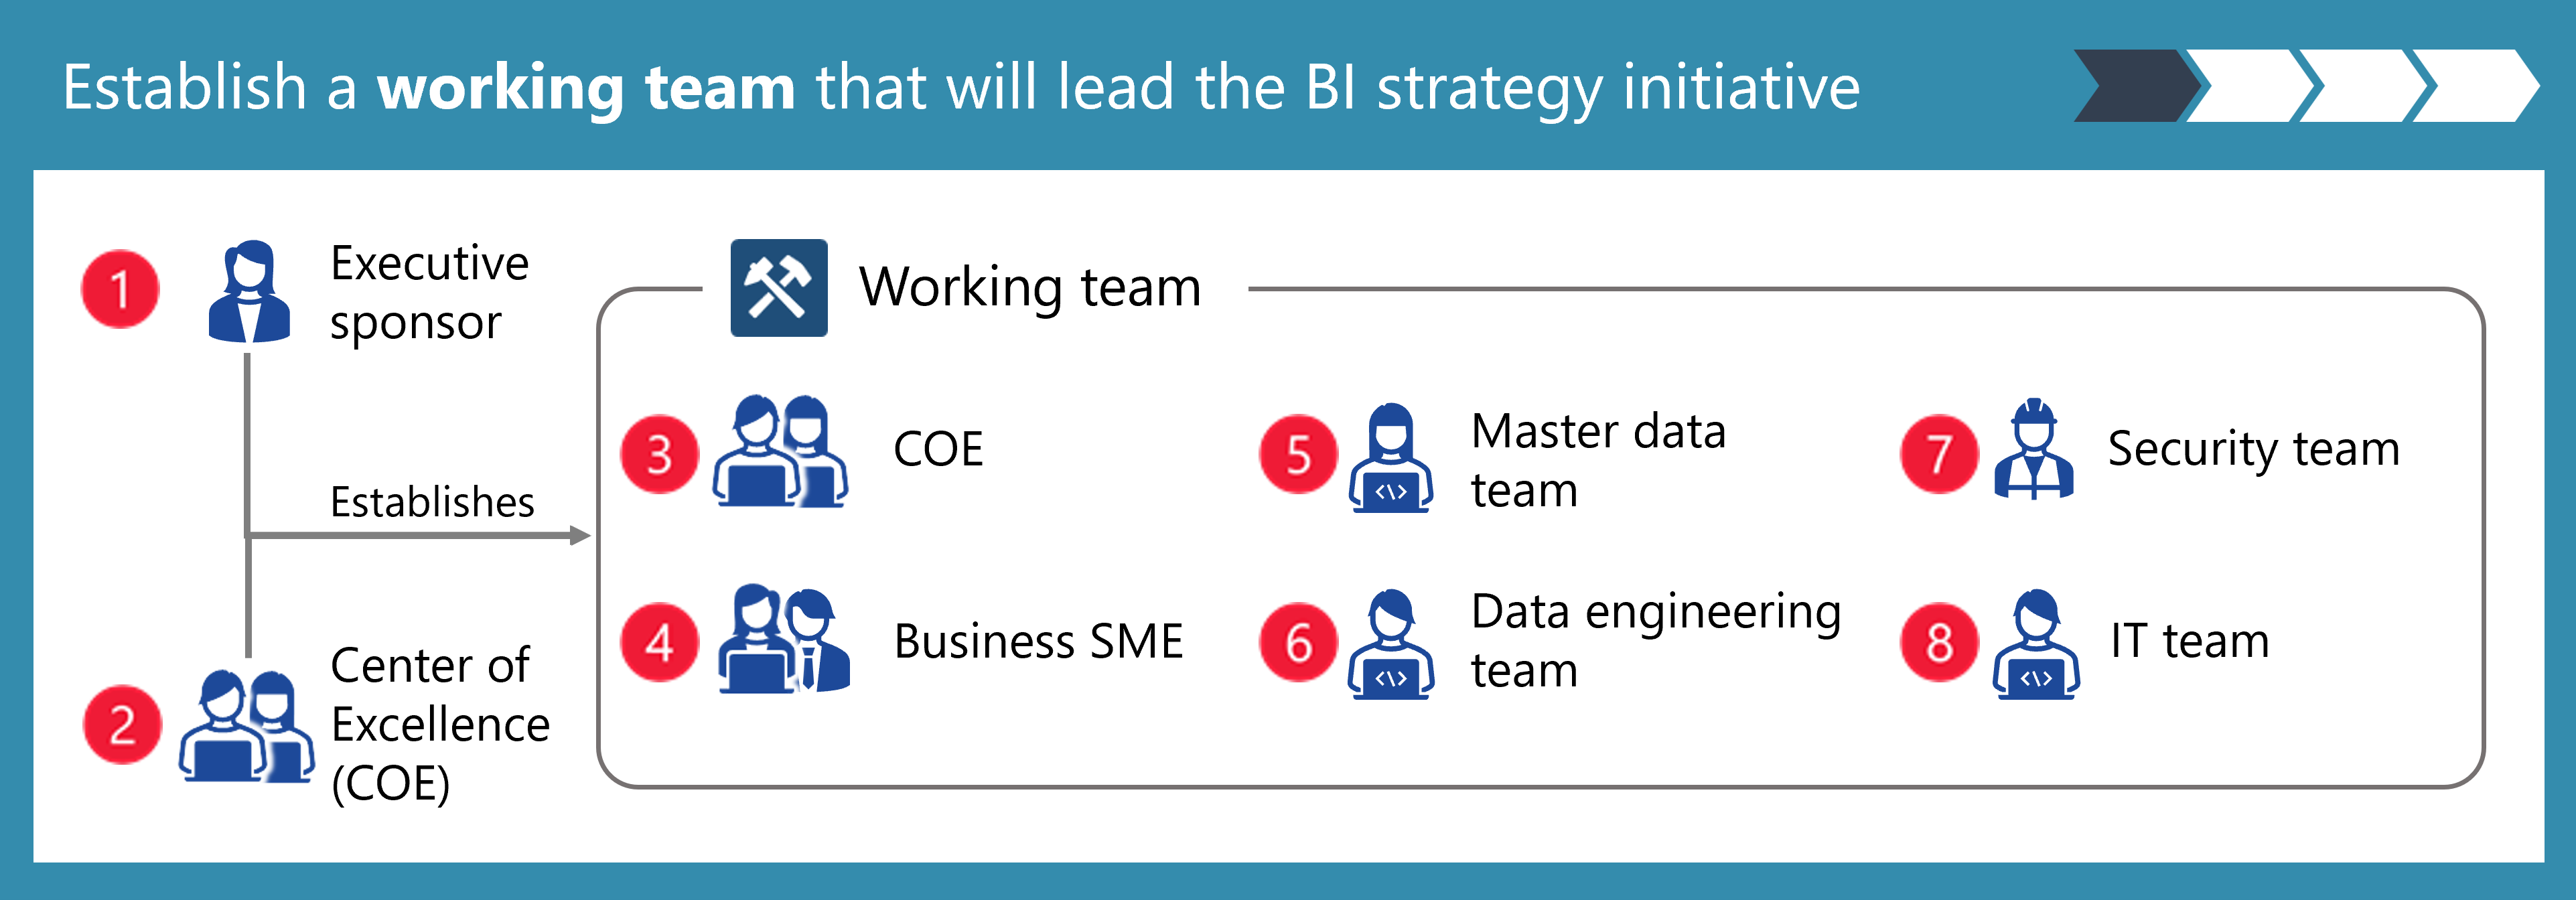 Establish a working team that will lead the BI strategy initiative
1
Executive
sponsor
Establishes
2
Center of
Excellence
(COE)
Working team
3
COE
4
Business SME
5
Master data
team
6
Data engineering
team
7
Security team
8
IT team